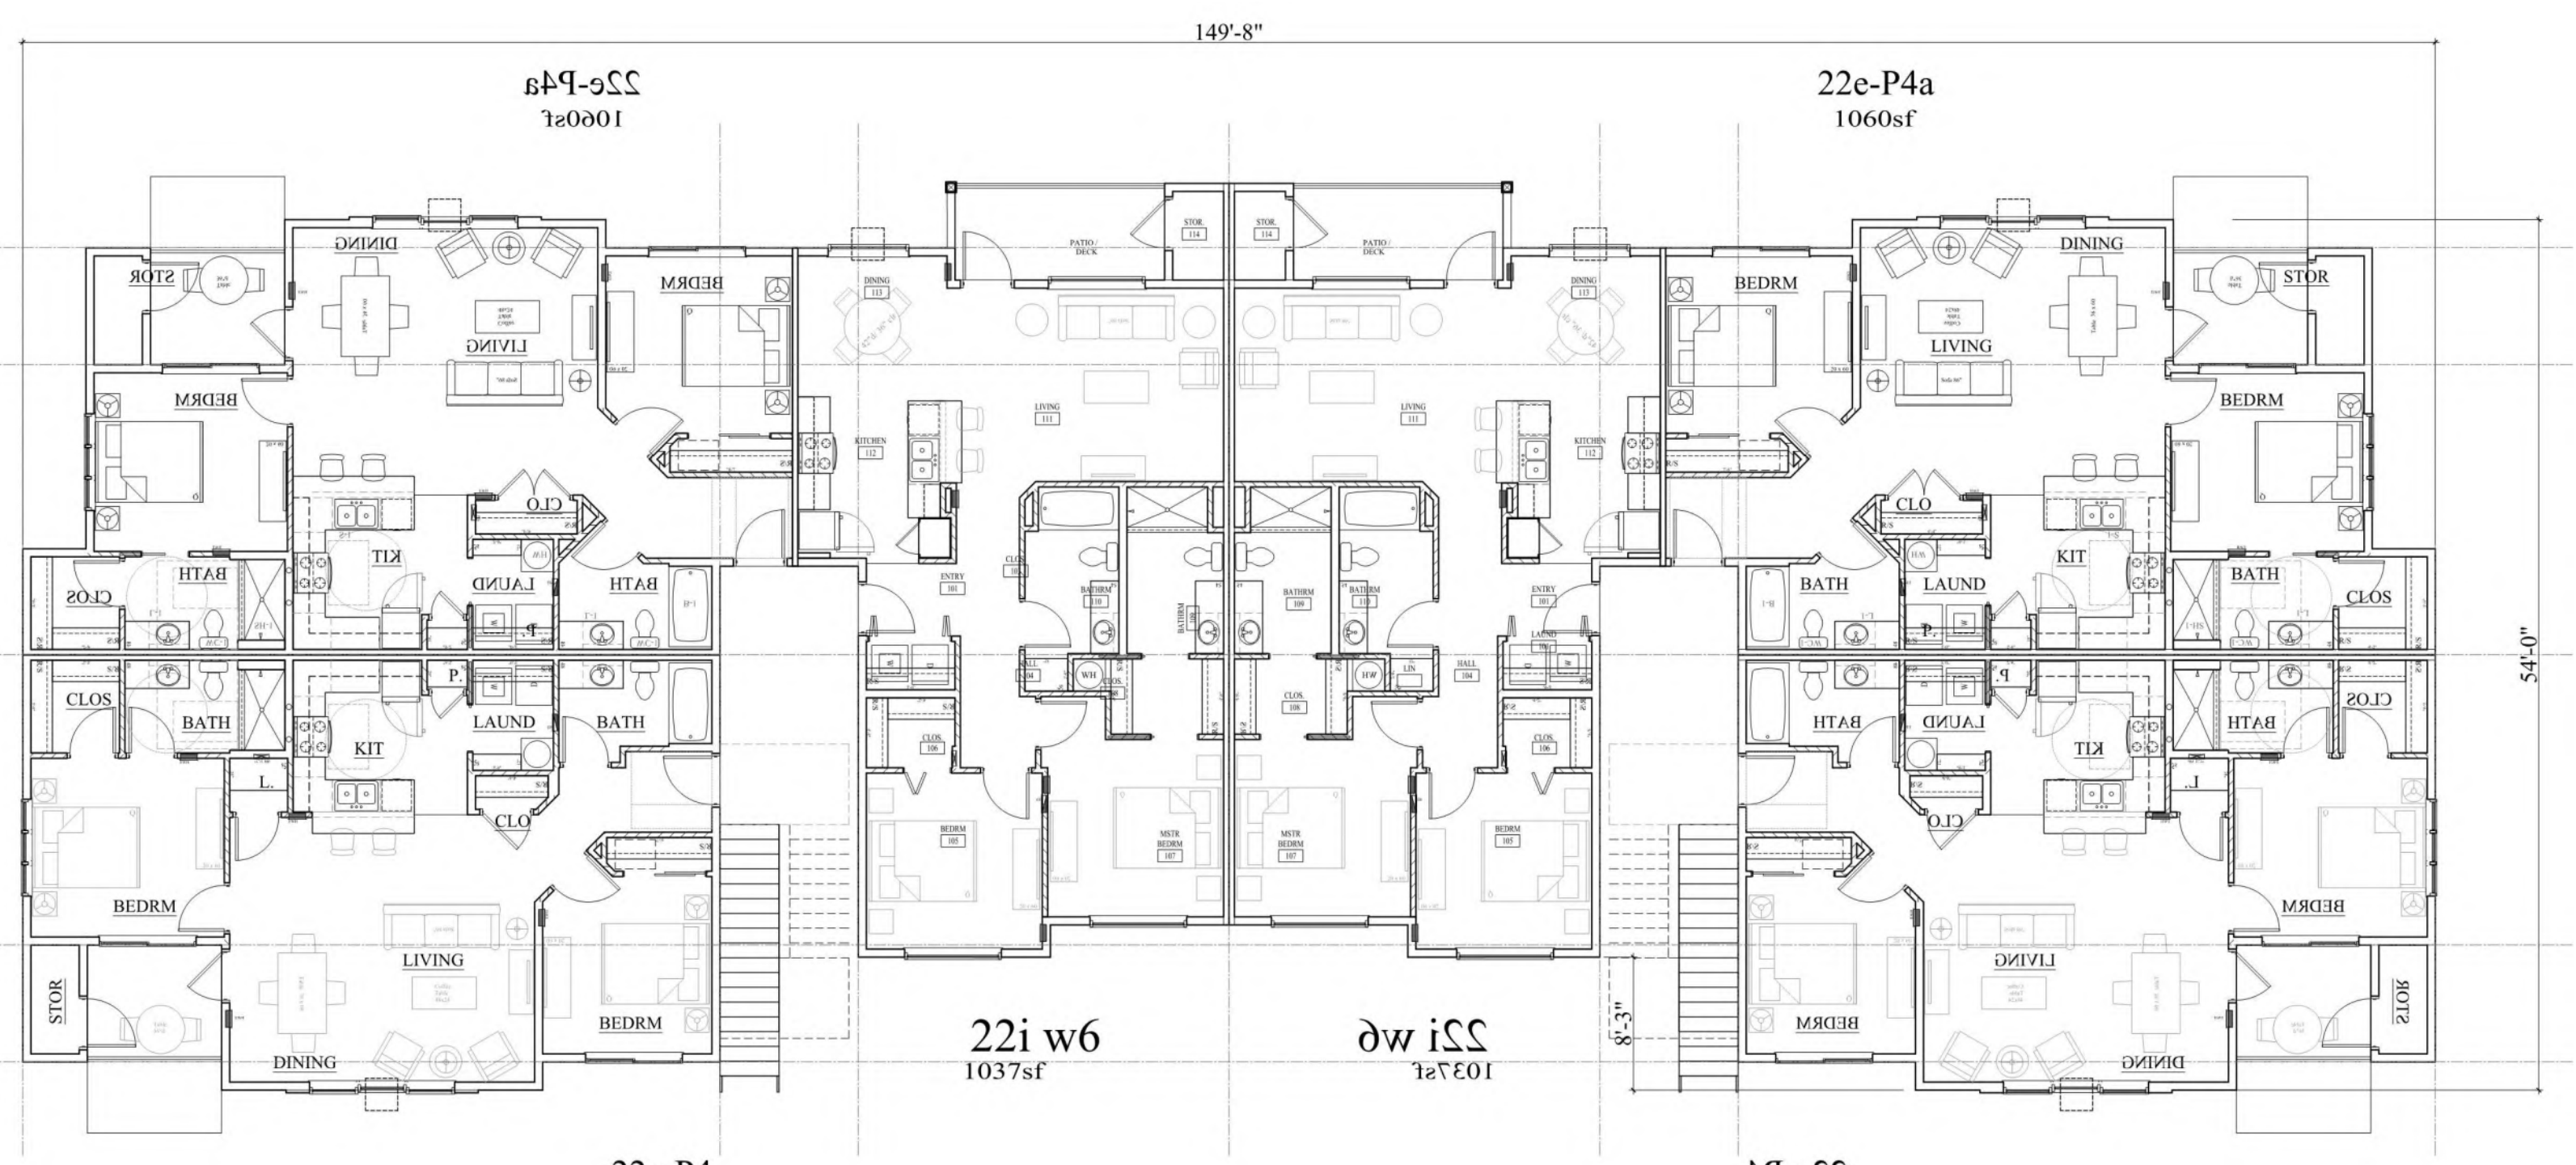 149'-8"
22e-P4a
1060sf
22e-P4a
1060sf
DINING
STOR
BEDRM
LIVING
BEDRM
CLO
KIT
LAUND
BATH
BATH
CLOS
P.
DINING
113
PATIO /
DECK
STOR.
114
LIVING
111
KITCHEN
112
ENTRY
101
BATHRM
110
BATHRM
STOR.
114
PATIO /
DECK
DINING
113
LIVING
111
KITCHEN
112
BATHRM
109
BATHRM
110
ENTRY
101
LAUND
BEDRM
DINING
STOR
LIVING
BEDRM
CLO
KIT
BATH
LAUND
BATH
CLOS
P.
54'-0"
CLOS
BATH
KIT
P.
LAUND
BATH
L.
CLO
BEDRM
LIVING
STOR
DINING
BEDRM
HALL
104
WH
CLOS.
106
BEDRM
105
MSTR
BEDRM
107
CLOS.
108
WH
LIN
HALL
104
CLOS.
106
MSTR
BEDRM
107
BEDRM
105
BATH
LAUND
P.
KIT
BATH
CLOS
L.
CLO
BEDRM
LIVING
BEDRM
STOR
DINING
8'-3"
22i w6
1037sf
22i w6
1037sf